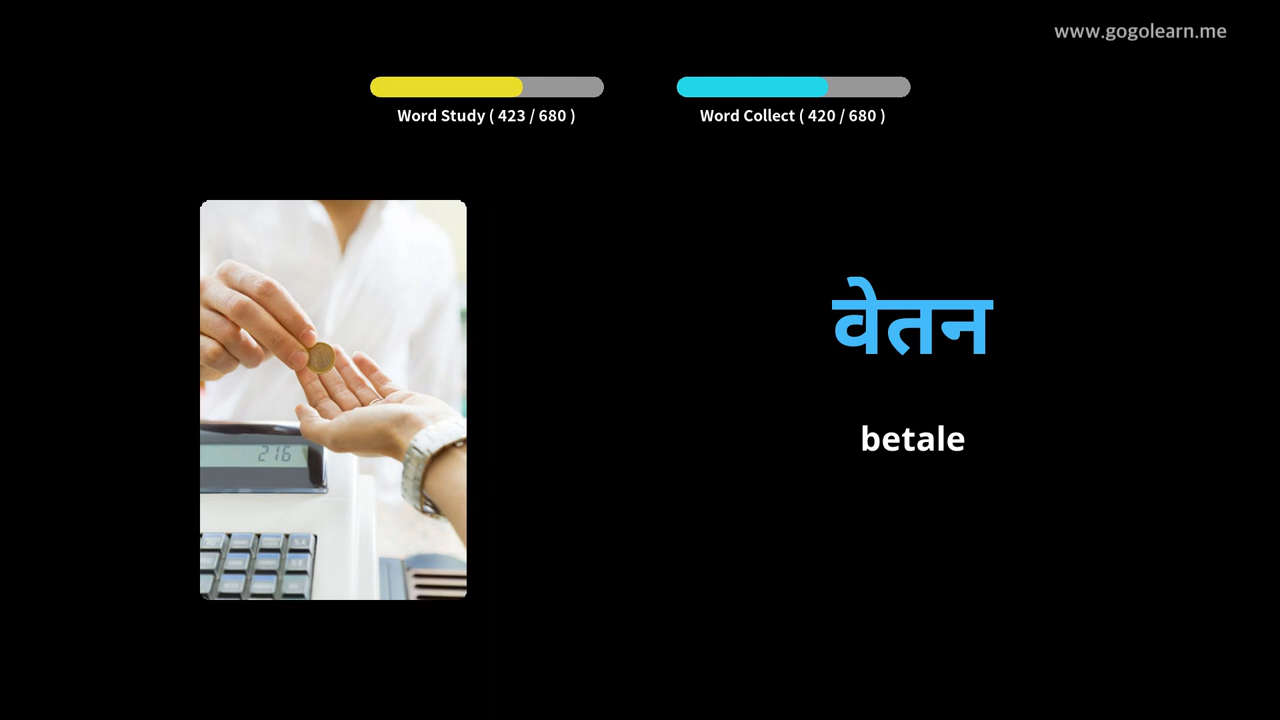 www.gogolearn.me
Word Study ( 423 / 680 )
Word Collect ( 420 / 680 )
वेतन
betale
216